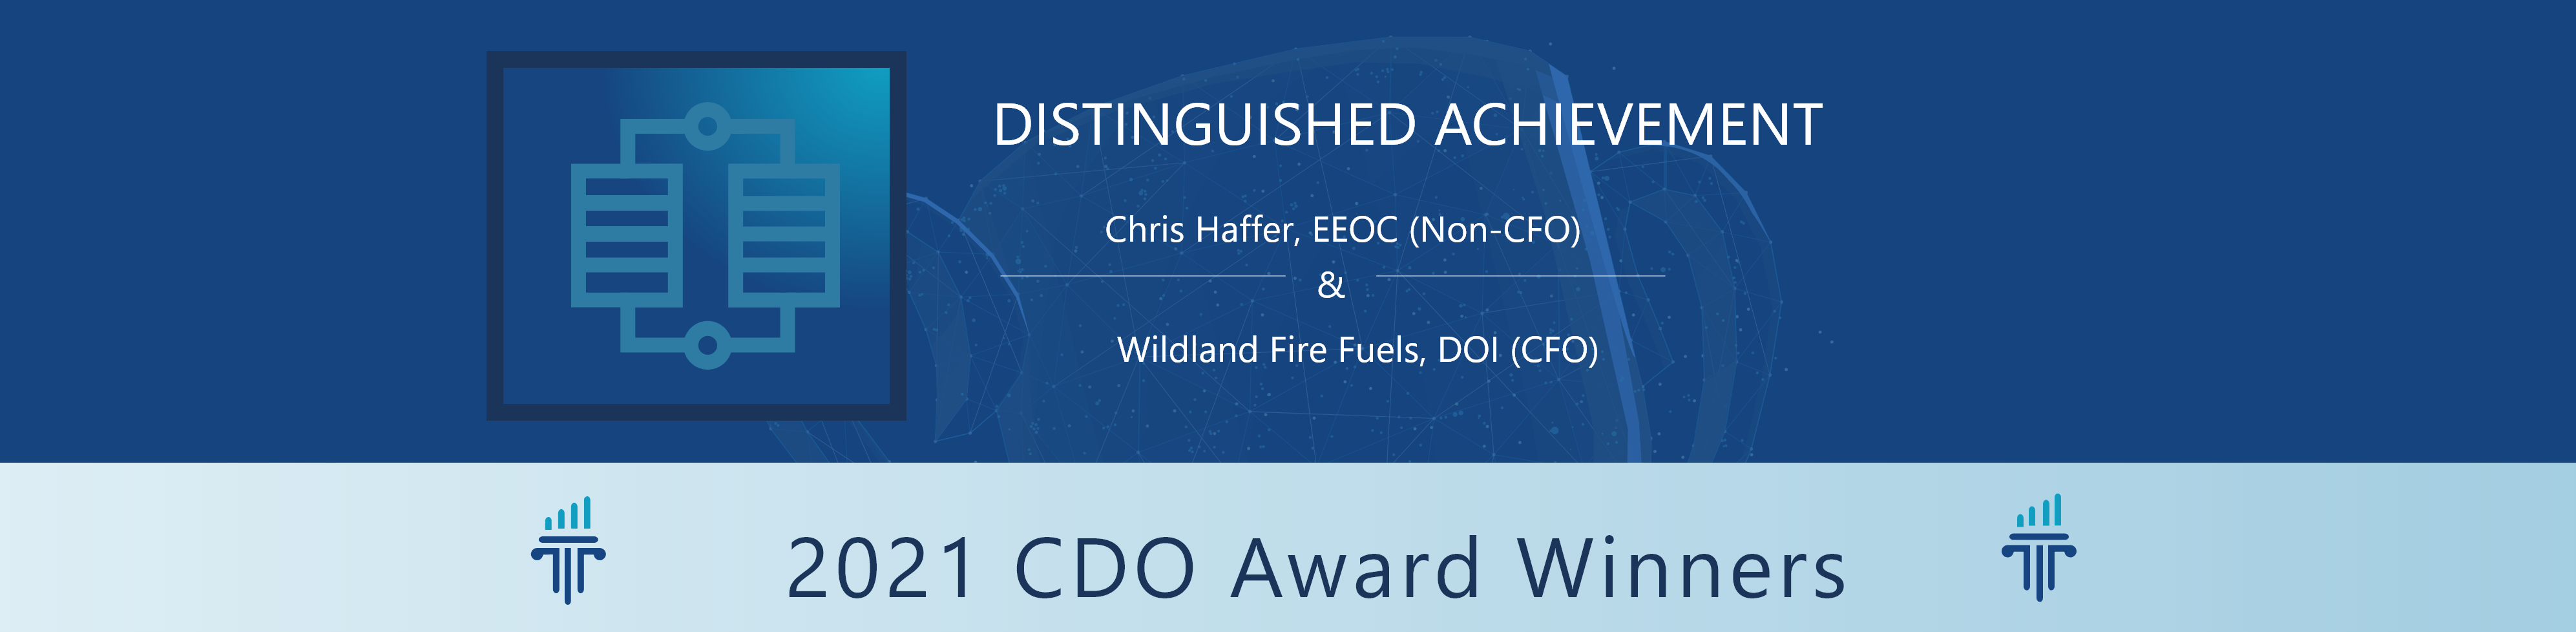 DISTINGUISHED ACHIEVEMENT
Chris Haffer, EEOC (Non-CFO)
&
Wildland Fire Fuels, DOI (CFO)
2021 CDO Award Winners